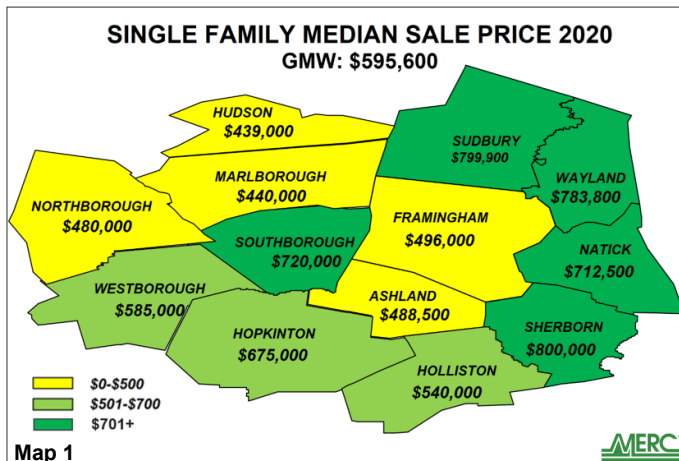 SINGLE FAMILY MEDIAN SALE PRICE 2020
GMW: $595,600
HUDSON
$439,000
SUDBURY
$799,900
MARLBOROUGH
$440,000
WAYLAND
$783,800
NORTHBOROUGH
$480,000
FRAMINGHAM
$496,000
SOUTHBOROUGH
$720,000
NATICK
$712,500
WESTBOROUGH
$585,000
ASHLAND
$488,500
HOPKINTON
$675,000
SHERBORN
$800,000
HOLLISTON
$540,000
$0-$500
$501-$700
$701+
Map 1
MERC